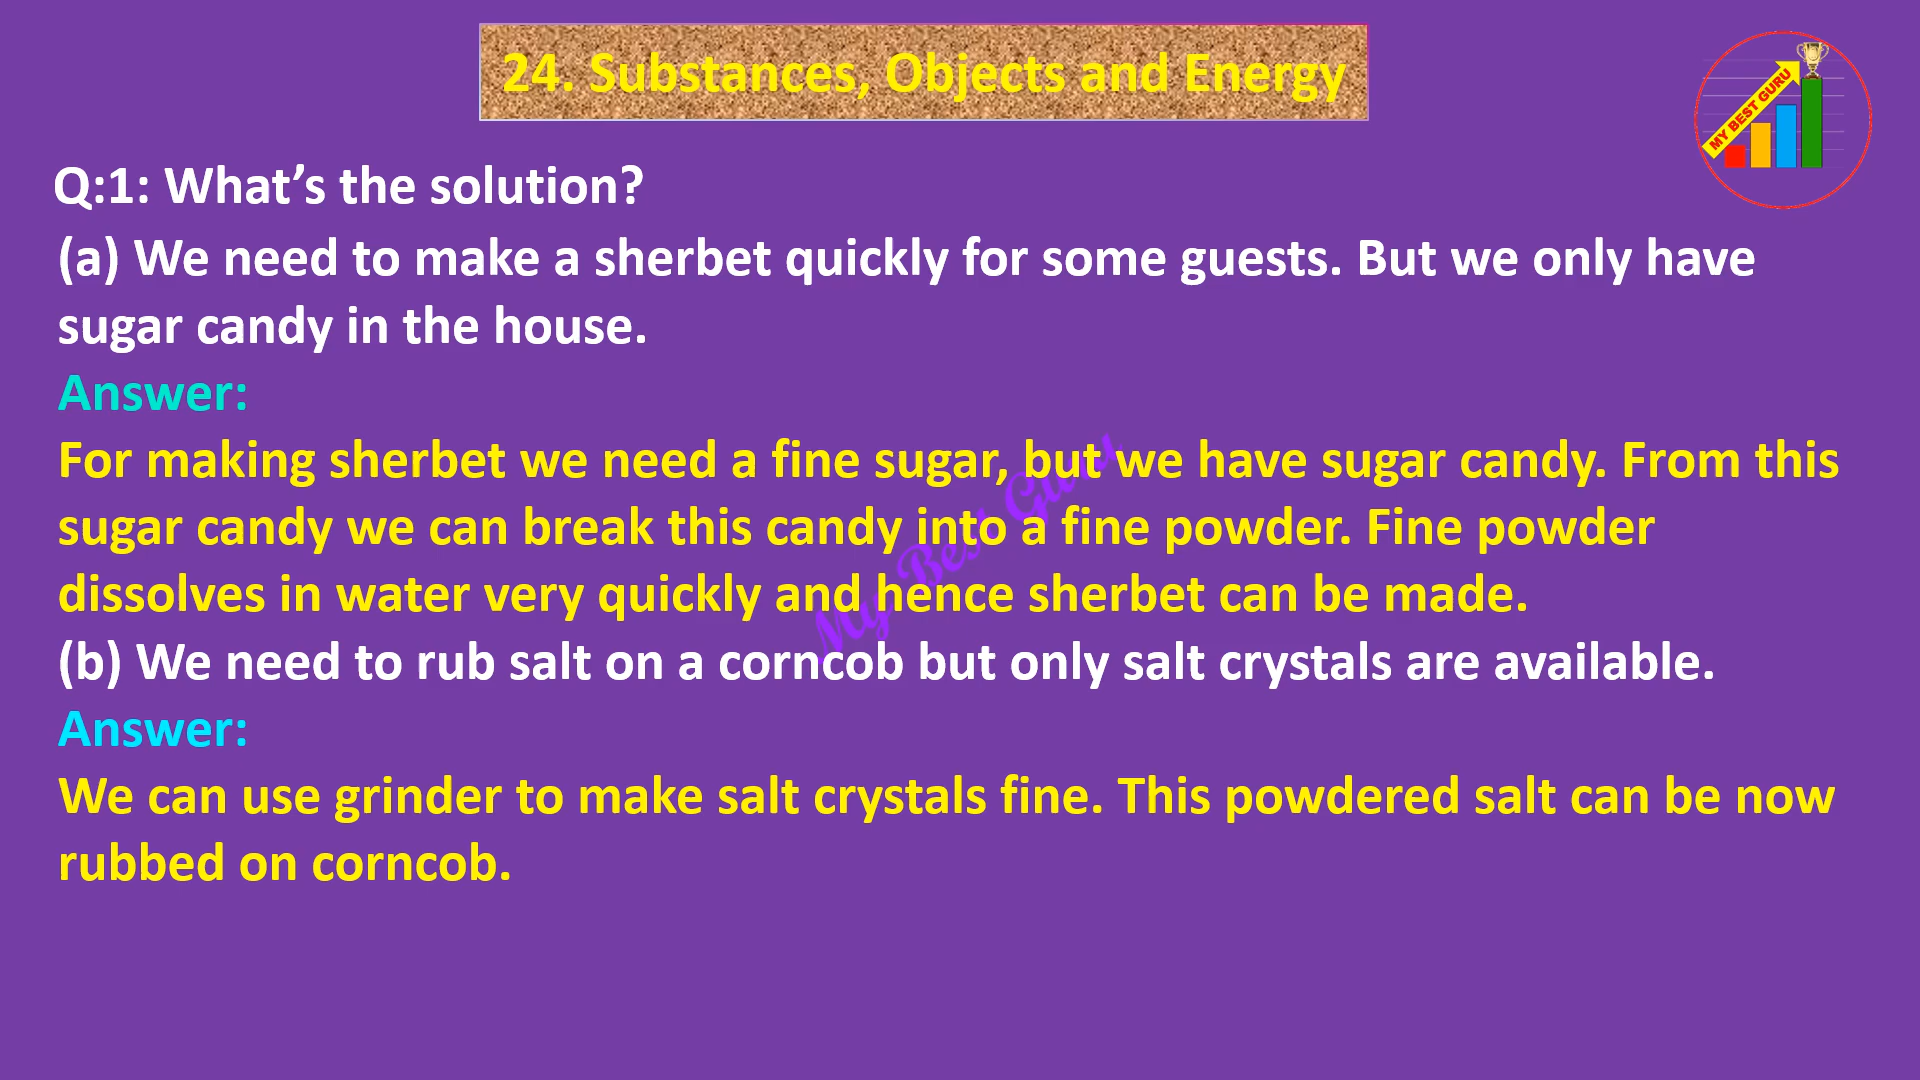 24. Substances, Objects and Energy
MY BEST GURU
Q:1: What’s the solution?
(a) We need to make a sherbet quickly for some guests. But we only have
sugar candy in the house.
Answer:
For making sherbet we need a fine sugar, but we have sugar candy. From this
sugar candy we can break this candy into a fine powder. Fine powder
dissolves in water very quickly and hence sherbet can be made.
(b) We need to rub salt on a corncob but only salt crystals are available.
Answer:
We can use grinder to make salt crystals fine. This powdered salt can be now
rubbed on corncob.
My Best Guru